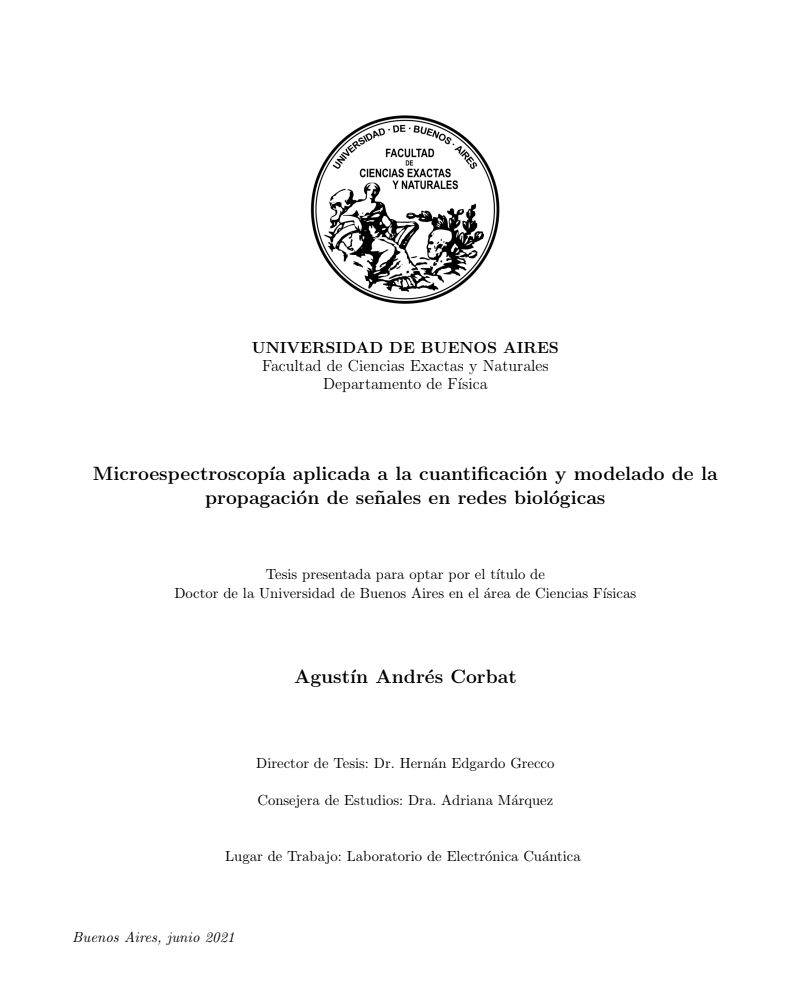 UNIVERSIDAD · DE · BUENOS · AIRES
FACULTAD
DE
CIENCIAS EXACTAS
Y NATURALES
UNIVERSIDAD DE BUENOS AIRES
Facultad de Ciencias Exactas y Naturales
Departamento de Física
Microespectroscopía aplicada a la cuantificación y modelado de la
propagación de señales en redes biológicas
Tesis presentada para optar por el título de
Doctor de la Universidad de Buenos Aires en el área de Ciencias Físicas
Agustín Andrés Corbat
Director de Tesis: Dr. Hernán Edgardo Grecco
Consejera de Estudios: Dra. Adriana Márquez
Lugar de Trabajo: Laboratorio de Electrónica Cuántica
Buenos Aires, junio 2021